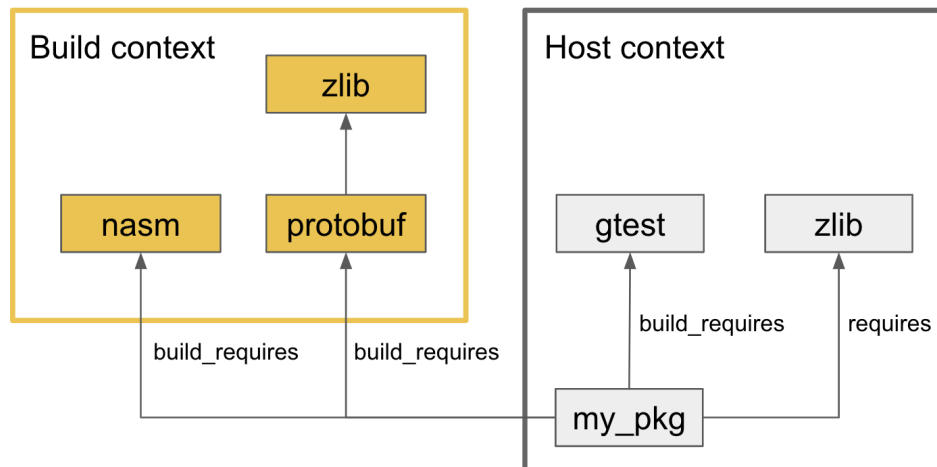 Build context
zlib
nasm
protobuf
build_requires
build_requires
Host context
gtest
zlib
build_requires
requires
my_pkg